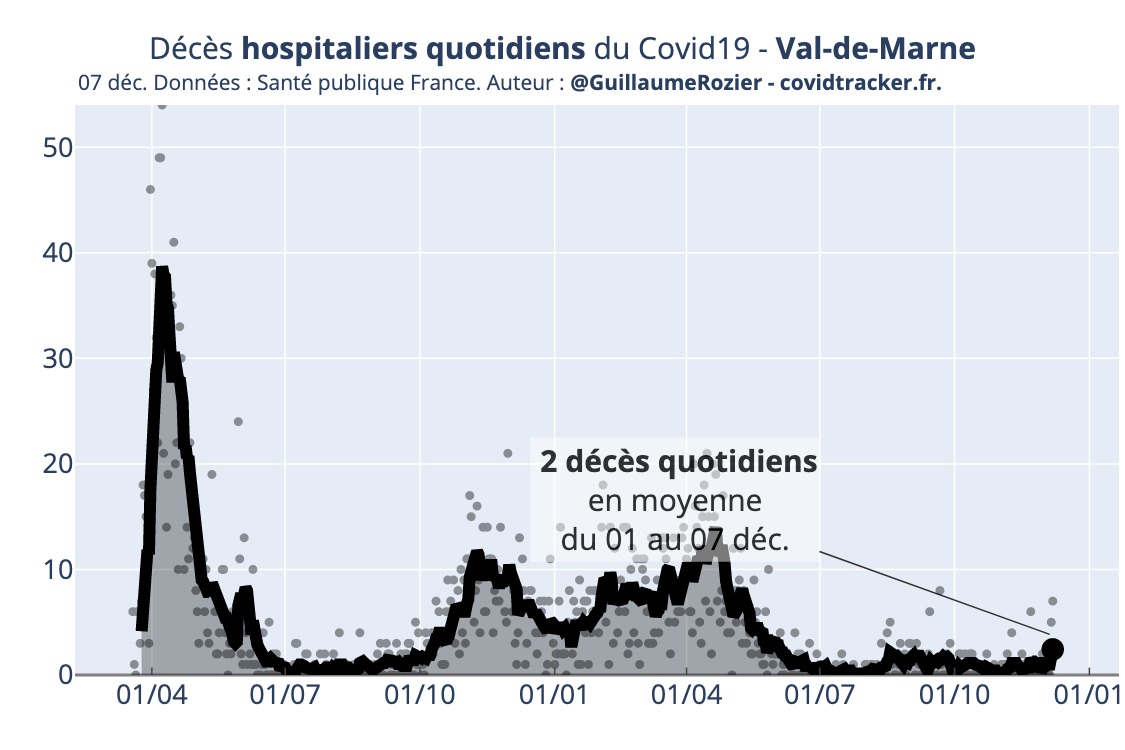 Décès hospitaliers quotidiens du Covid19 - Val-de-Marne
07 déc. Données : Santé publique France. Auteur : @GuillaumeRozier - covidtracker.fr.
50
40
30
20
10
0
2 décès quotidiens
en moyenne
du 01 au 07 déc.
01/04 01/07 01/10 01/01 01/04 01/07 01/10 01/01